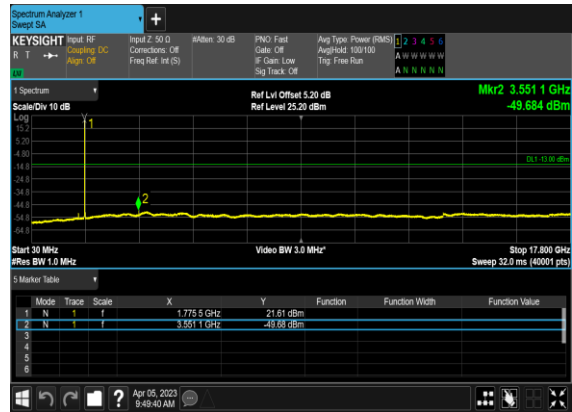 Spectrum Analyzer 1
Swept SA
+
KEYSIGHT Input: RF Input Z: 50 Ω #Atten: 30 dB PNO: Fast Avg Type: Power (RMS) 1 2 3 4 5 6
R T Coupling: DC Corrections: Off Gate: Off Avg|Hold: 100/100 A W W W W W
Align: Off Freq Ref: Int (S) IF Gain: Low Trig: Free Run
Sig Track: Off A N N N N N
1 Spectrum Ref Lvl Offset 5.20 dB Mkr2 3.551 1 GHz
Scale/Div 10 dB Ref Level 25.20 dBm -49.684 dBm
Log
15.2
1
5.20
-4.80
DL1 -13.00 dBm
-14.8
-24.8
-34.8
-44.8
2
-54.8
-64.8
Start 30 MHz Video BW 3.0 MHz* Stop 17.800 GHz
#Res BW 1.0 MHz Sweep 32.0 ms (40001 pts)
5 Marker Table
Mode Trace Scale X Y Function Function Width Function Value
1 N 1 f 1.775 5 GHz 21.61 dBm
2 N 1 f 3.551 1 GHz -49.68 dBm
3
4
5
6
? Apr 05, 2023
9:49:40 AM